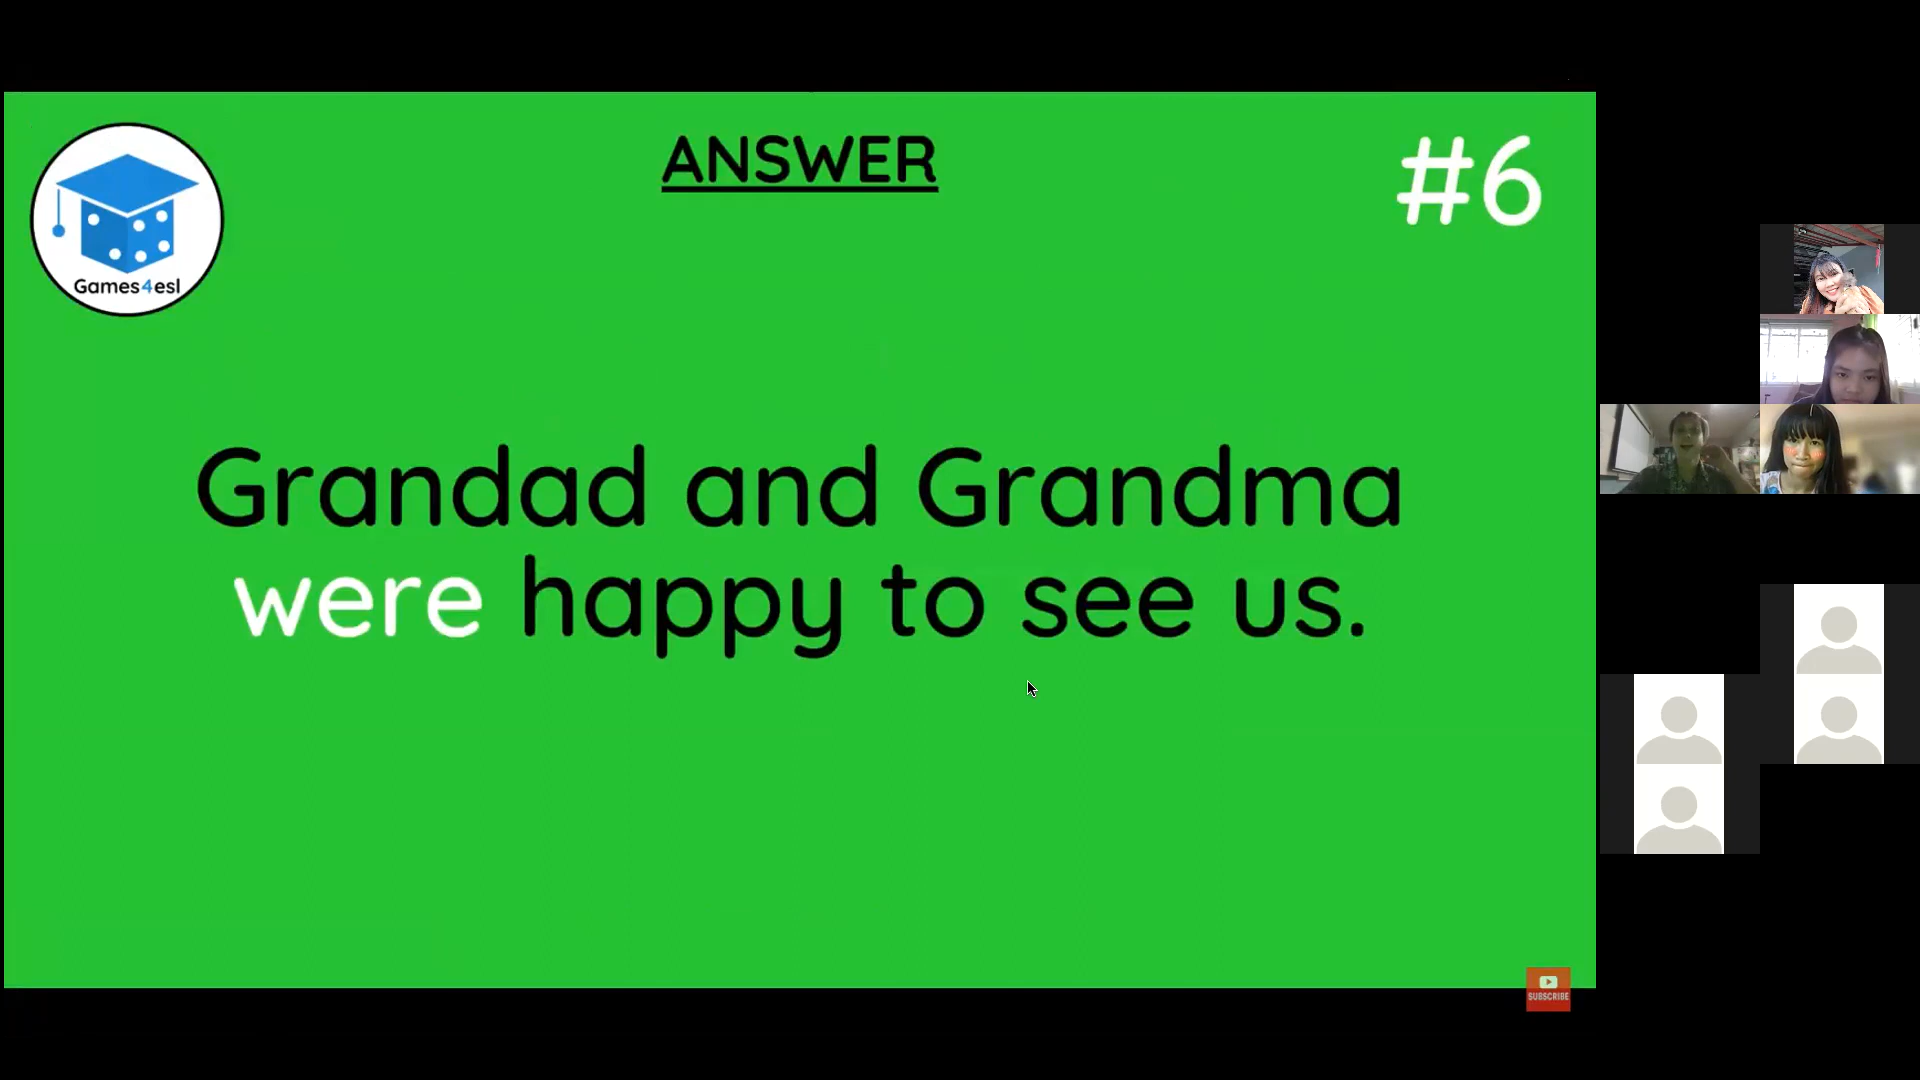 ANSWER
#6
Games4esl
Grandad and Grandma
were happy to see us.
SUBSCRIBE